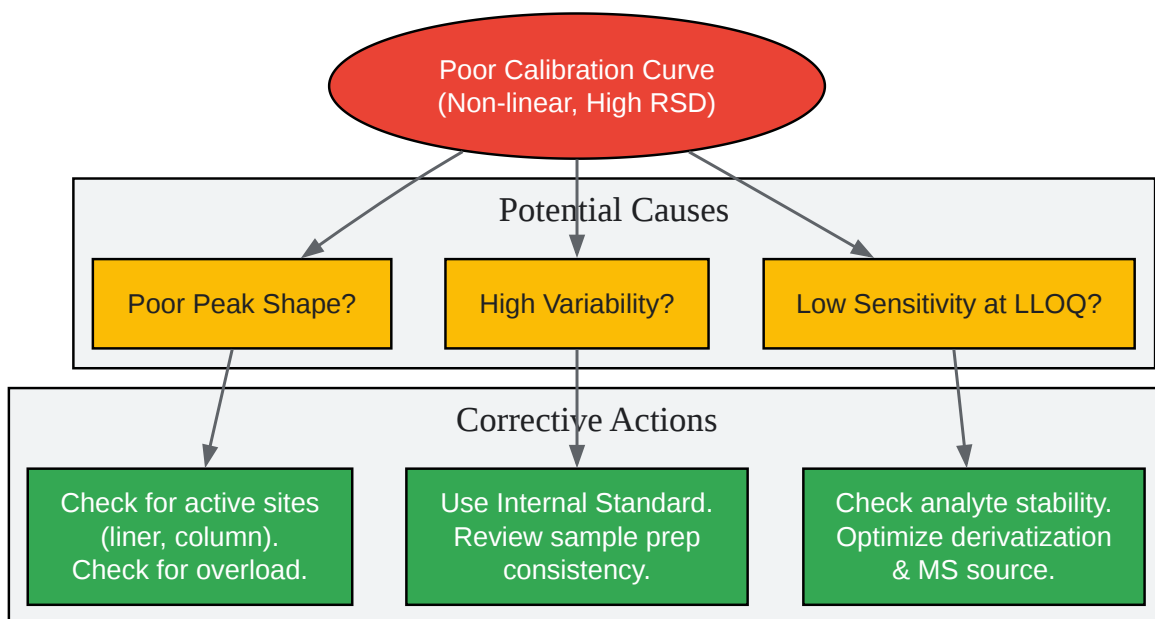 Poor Calibration Curve
(Non-linear, High RSD)
Potential Causes
Poor Peak Shape?
High Variability?
Low Sensitivity at LLOQ?
Corrective Actions
Check for active sites
(liner, column).
Check for overload.
Use Internal Standard.
Review sample prep
consistency.
Check analyte stability.
Optimize derivatization
& MS source.